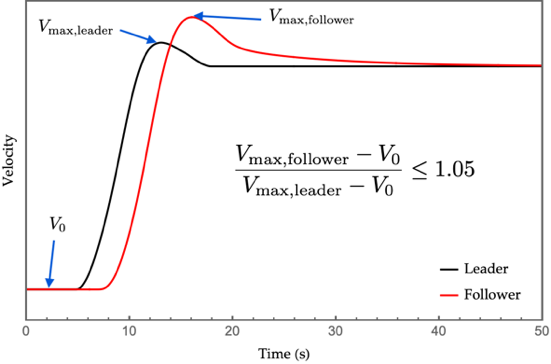 V_max,leader
V_max,follower
Velocity
(V_max,follower − V_0) / (V_max,leader − V_0) ≤ 1.05
V_0
Leader
Follower
0 10 20 30 40 50
Time (s)